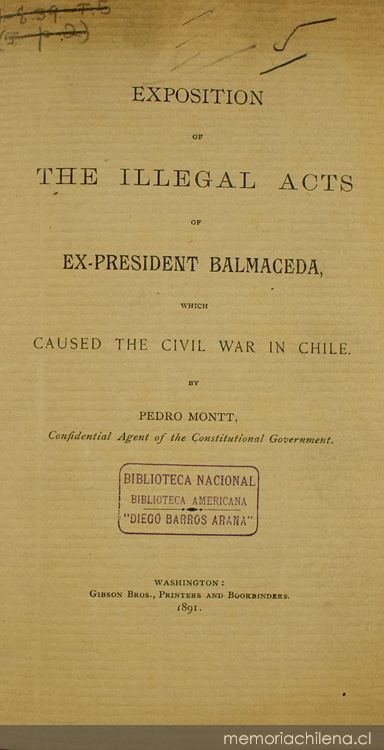 5
EXPOSITION
OF
THE ILLEGAL ACTS
OF
EX-PRESIDENT BALMACEDA,
WHICH
CAUSED THE CIVIL WAR IN CHILE.
BY
PEDRO MONTT,
Confidential Agent of the Constitutional Government.
BIBLIOTECA NACIONAL
BIBLIOTECA AMERICANA
"DIEGO BARROS ARANA"
WASHINGTON:
GIBSON BROS., PRINTERS AND BOOKBINDERS.
1891.
memoriachilena.cl